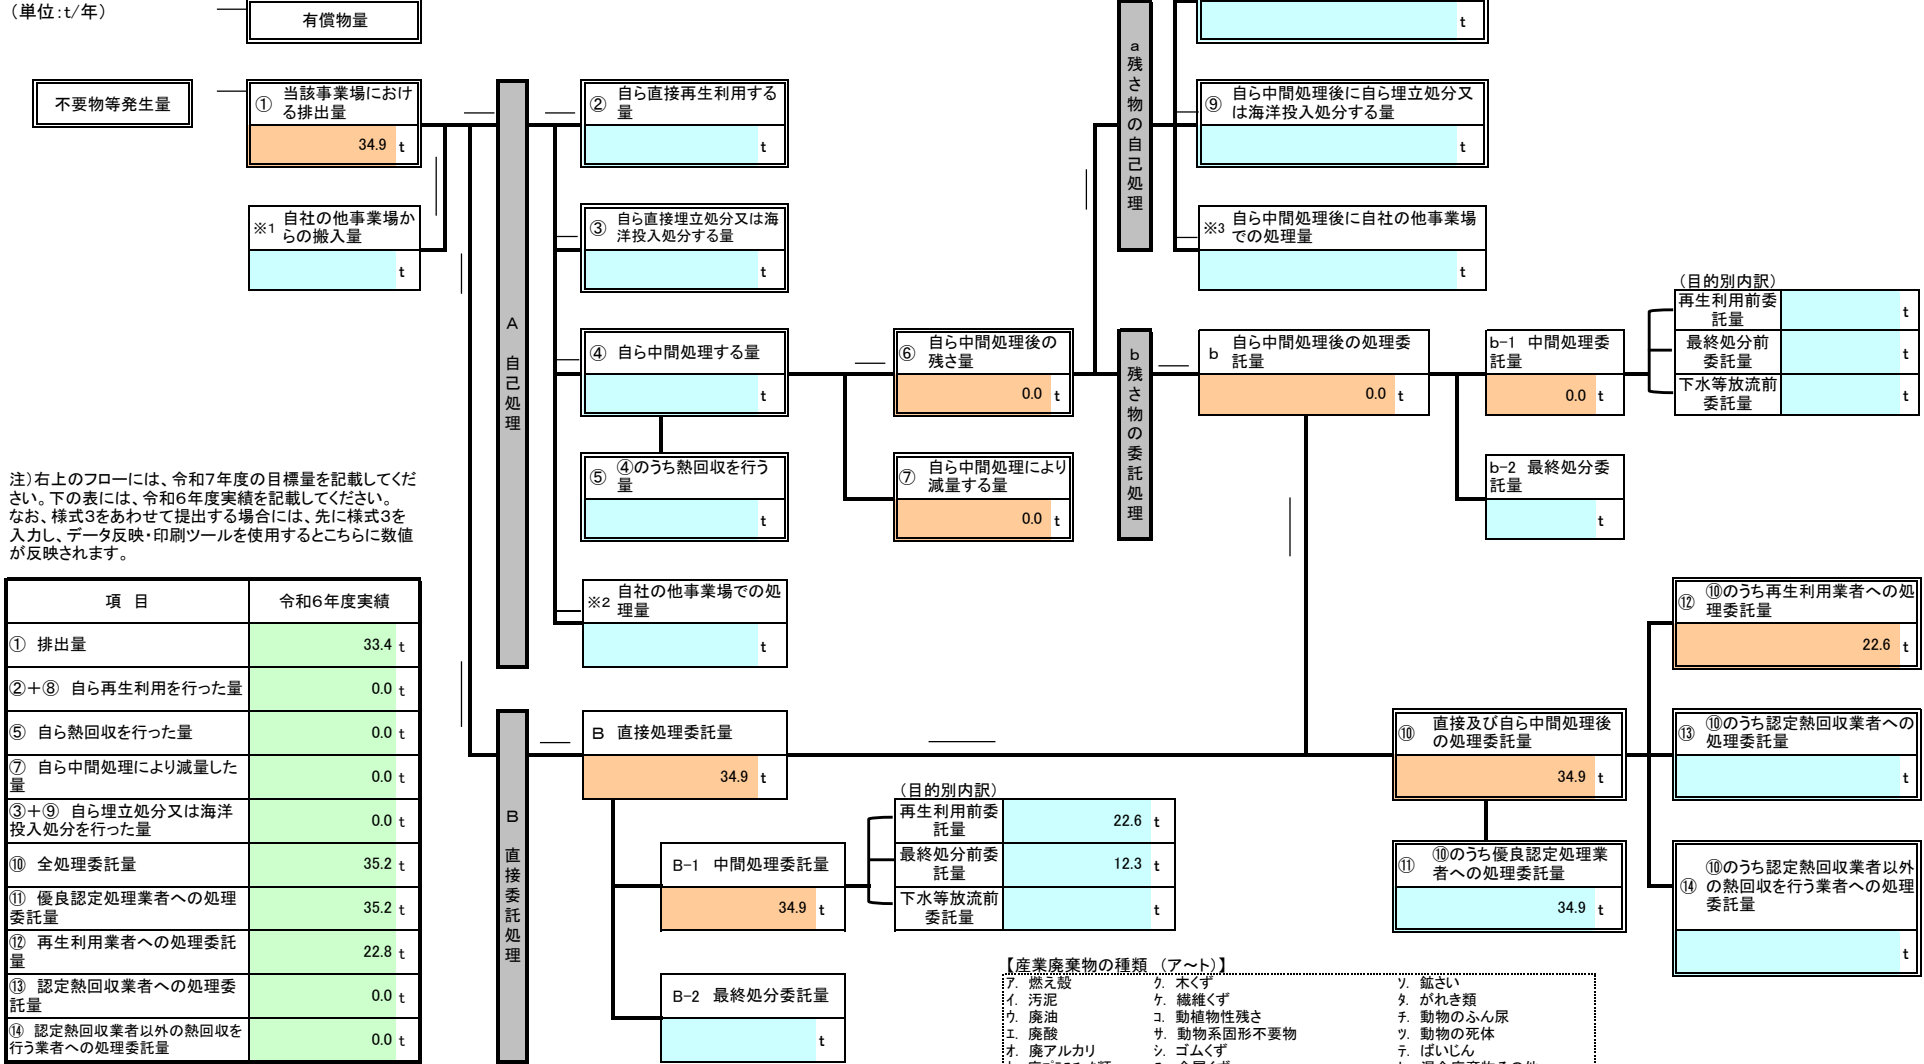 (単位:t/年)
有償物量
t
不要物等発生量
① 当該事業場におけ
る排出量
34.9 t
※1 自社の他事業場か
らの搬入量
t
A 自己処理
② 自ら直接再生利用する
量
t
③ 自ら直接埋立処分又は海
洋投入処分する量
t
④ 自ら中間処理する量
t
⑤ ④のうち熱回収を行う
量
t
※2 自社の他事業場での処
理量
t
⑥ 自ら中間処理後の
残さ量
0.0 t
⑦ 自ら中間処理により
減量する量
0.0 t
a 残さ物の自己処理
⑨ 自ら中間処理後に自ら埋立処分又
は海洋投入処分する量
t
※3 自ら中間処理後に自社の他事業場
での処理量
t
b 残さ物の委託処理
b 自ら中間処理後の処理委
託量
0.0 t
b-1 中間処理委
託量
0.0 t
b-2 最終処分委
託量
t
(目的別内訳)
再生利用前委
託量
t
最終処分前
委託量
t
下水等放流前
委託量
t
注)右上のフローには、令和7年度の目標量を記載してくだ
さい。下の表には、令和6年度実績を記載してください。
なお、様式3をあわせて提出する場合には、先に様式3を
入力し、データ反映・印刷ツールを使用するとこちらに数値
が反映されます。
項 目 令和6年度実績
① 排出量 33.4 t
②+⑧ 自ら再生利用を行った量 0.0 t
⑤ 自ら熱回収を行った量 0.0 t
⑦ 自ら中間処理により減量した
量 0.0 t
③+⑨ 自ら埋立処分又は海洋
投入処分を行った量 0.0 t
⑩ 全処理委託量 35.2 t
⑪ 優良認定処理業者への処理
委託量 35.2 t
⑫ 再生利用業者への処理委託
量 22.8 t
⑬ 認定熱回収業者への処理委
託量 0.0 t
⑭ 認定熱回収業者以外の熱回収を
行う業者への処理委託量 0.0 t
B 直接委託処理
B 直接処理委託量
34.9 t
B-1 中間処理委託量
34.9 t
B-2 最終処分委託量
t
(目的別内訳)
再生利用前委
託量
22.6 t
最終処分前委
託量
12.3 t
下水等放流前
委託量
t
⑩ 直接及び自ら中間処理後
の処理委託量
34.9 t
⑪ ⑩のうち優良認定処理業
者への処理委託量
34.9 t
⑫ ⑩のうち再生利用業者への処
理委託量
22.6 t
⑬ ⑩のうち認定熱回収業者への
処理委託量
t
⑭ ⑩のうち認定熱回収業者以外
の熱回収を行う業者への処理
委託量
t
【産業廃棄物の種類 (ア~ト)】
ア. 燃え殻 ク. 木くず ソ. 鉱さい
イ. 汚泥 ケ. 繊維くず タ. がれき類
ウ. 廃油 コ. 動植物性残さ チ. 動物のふん尿
エ. 廃酸 サ. 動物系固形不要物 ツ. 動物の死体
オ. 廃アルカリ シ. ゴムくず テ. ばいじん